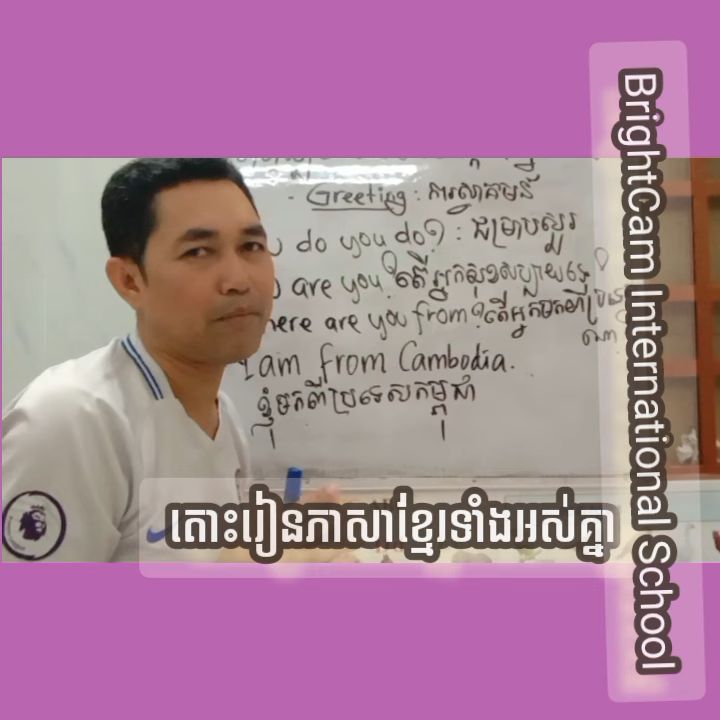 - Greeting : ការស្វាគមន៍
do you do? : ជម្រាបសួរ
are you? តើអ្នកសុខសប្បាយទេ
here are you from? តើអ្នកមកពីប្រទេស
ណា?
I am from Cambodia.
ខ្ញុំមកពីប្រទេសកម្ពុជា
តោះរៀនភាសាខ្មែរទាំងអស់គ្នា
BrightCam International School